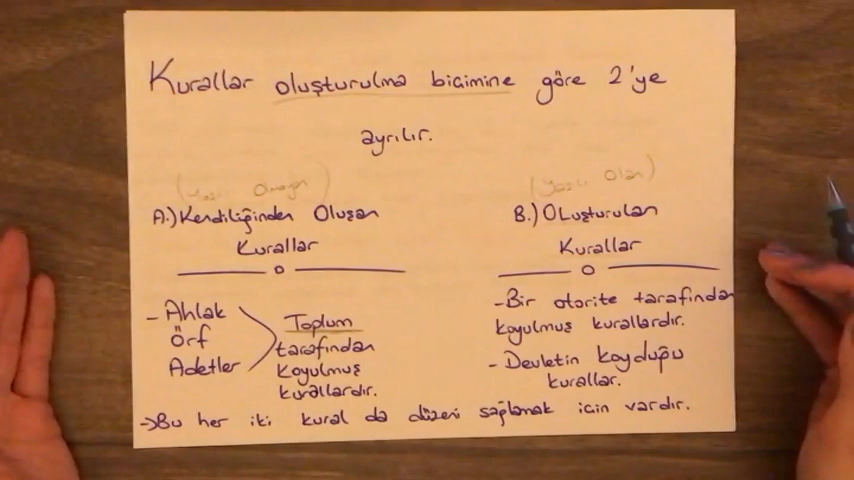 Kurallar oluşturulma biçimine göre 2'ye
ayrılır.
(Yazılı Olmayan)
A.) Kendiliğinden Oluşan
Kurallar
- Ahlak
Örf
Adetler
Toplum
tarafından
koyulmuş
kurallardır.
(Yazılı Olan)
B.) Oluşturulan
Kurallar
- Bir otorite tarafından
koyulmuş kurallardır.
- Devletin koyduğu
kurallar.
→ Bu her iki kural da düzeni sağlamak için vardır.